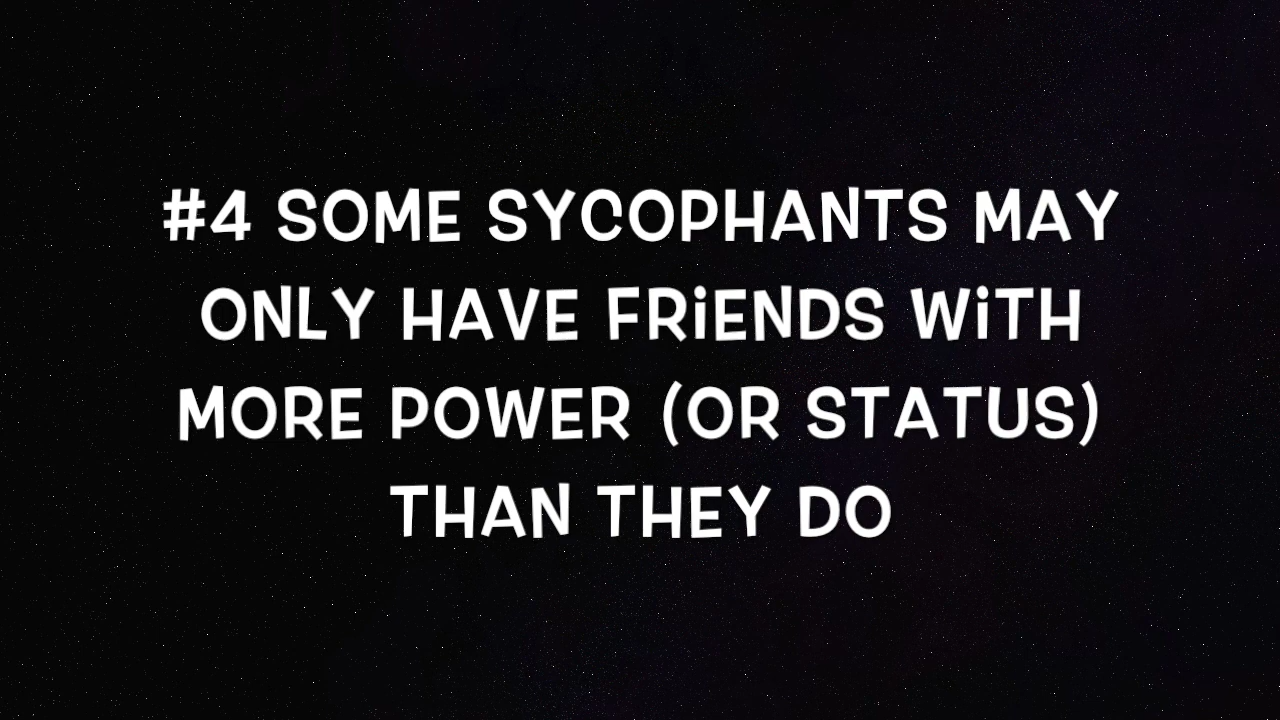 #4 SOME SYCOPHANTS MAY
ONLY HAVE FRiENDS WiTH
MORE POWER (OR STATUS)
THAN THEY DO